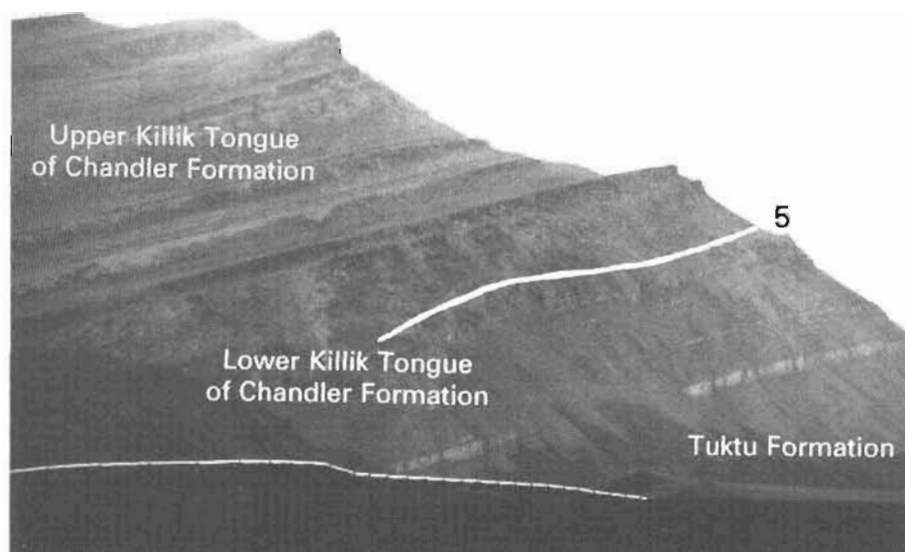 Upper Killik Tongue
of Chandler Formation
5
Lower Killik Tongue
of Chandler Formation
Tuktu Formation